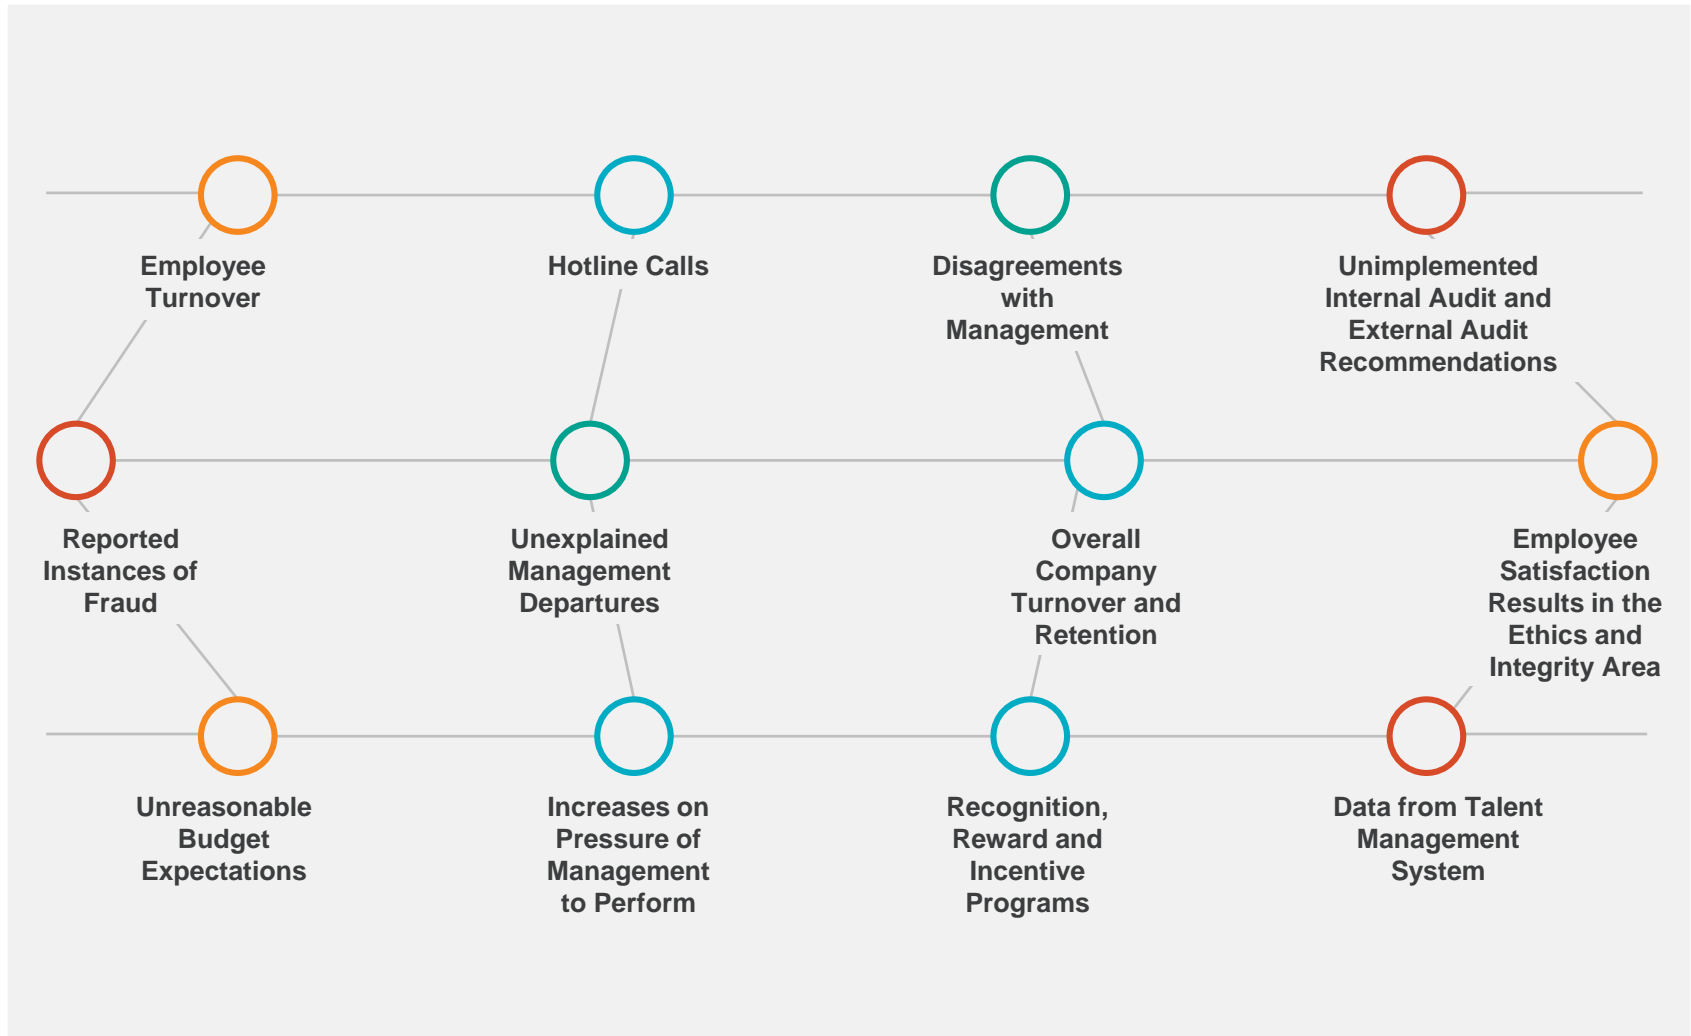 Employee
Turnover
Hotline Calls
Disagreements
with
Management
Unimplemented
Internal Audit and
External Audit
Recommendations
Reported
Instances of
Fraud
Unexplained
Management
Departures
Overall
Company
Turnover and
Retention
Employee
Satisfaction
Results in the
Ethics and
Integrity Area
Unreasonable
Budget
Expectations
Increases on
Pressure of
Management
to Perform
Recognition,
Reward and
Incentive
Programs
Data from Talent
Management
System